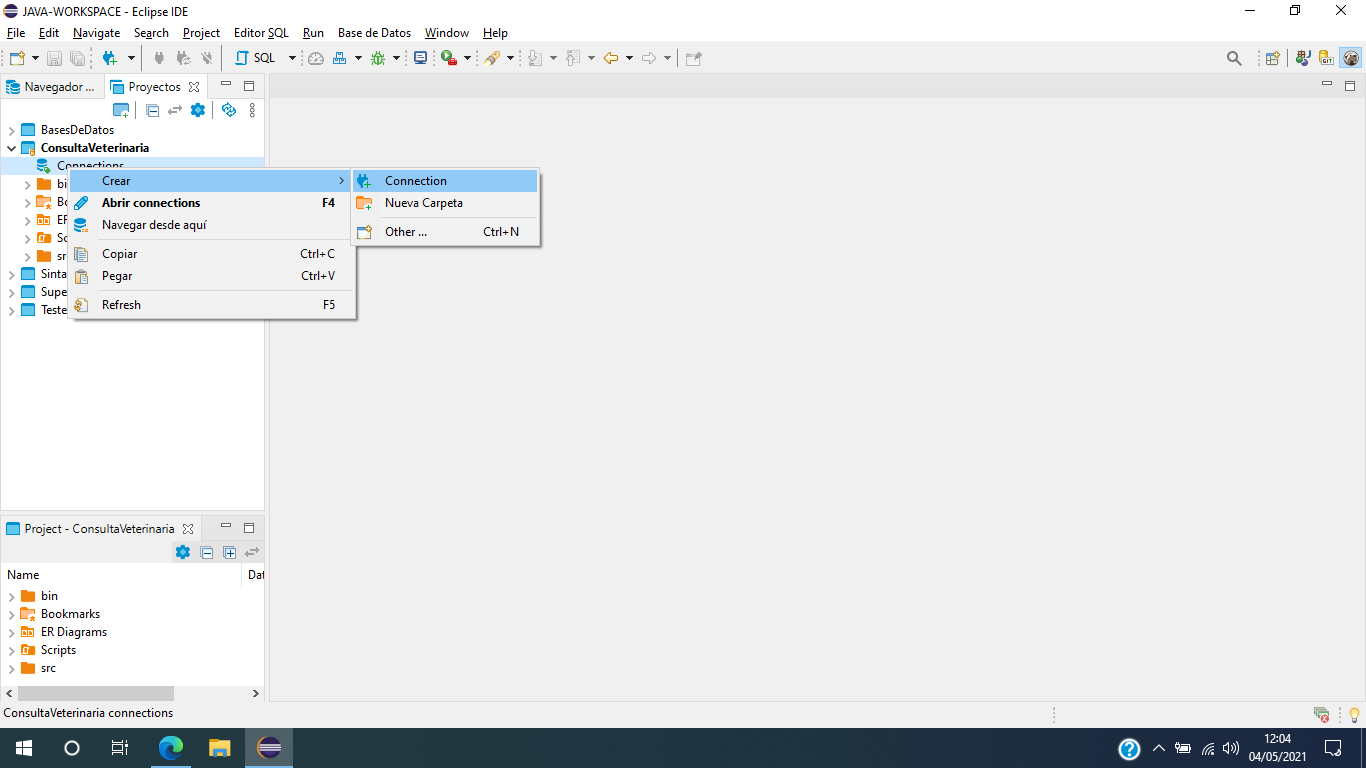 JAVA-WORKSPACE - Eclipse IDE
File Edit Navigate Search Project Editor SQL Run Base de Datos Window Help
SQL
Navegador ... Proyectos
BasesDeDatos
ConsultaVeterinaria
Connections
Crear
Abrir connections F4
Navegar desde aquí
Copiar Ctrl+C
Pegar Ctrl+V
Refresh F5
Connection
Nueva Carpeta
Other ... Ctrl+N
bi
Bo
ER
Sc
sr
Sinta
Supe
Teste
Project - ConsultaVeterinaria
Name Dat
bin
Bookmarks
ER Diagrams
Scripts
src
ConsultaVeterinaria connections
GIT
12:04
04/05/2021